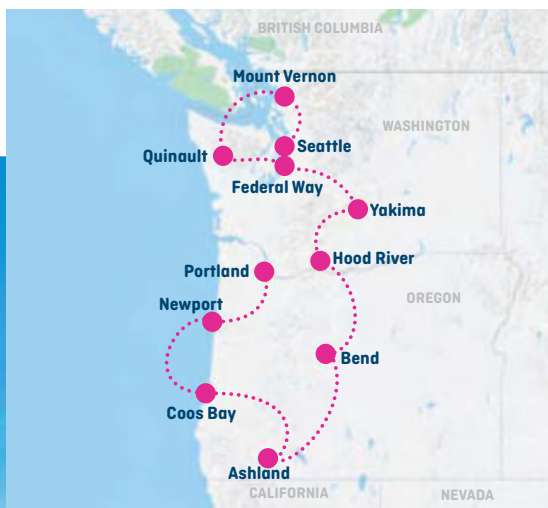 BRITISH COLUMBIA
Mount Vernon
WASHINGTON
Seattle
Quinault
Federal Way
Yakima
Hood River
Portland
OREGON
Newport
Bend
Coos Bay
Ashland
CALIFORNIA
NEVADA